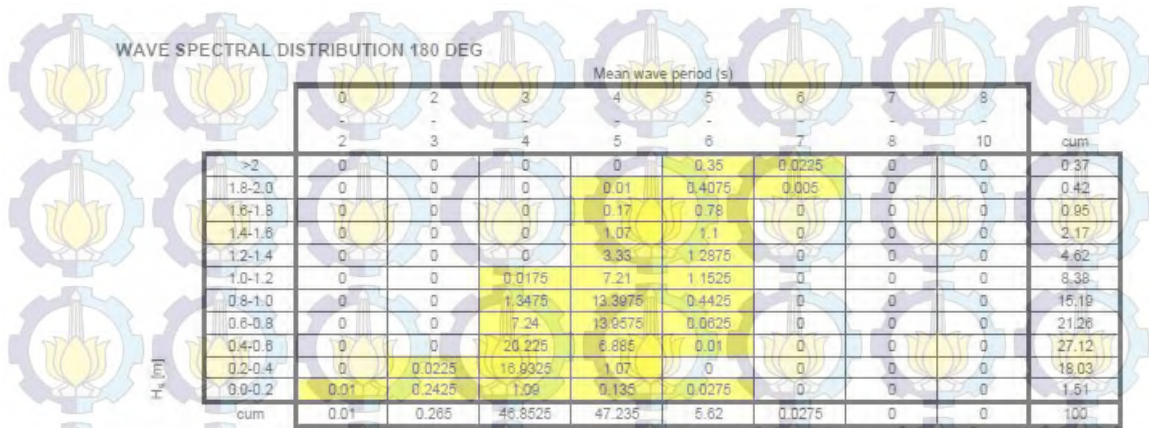 WAVE SPECTRAL DISTRIBUTION 180 DEG
Mean wave period (s)
0 2 3 4 5 6 7 8
- - - - - - - -
2 3 4 5 6 7 8 10 cum
>2 0 0 0 0 0.35 0.0225 0 0 0.37
1.8-2.0 0 0 0 0.01 0.4075 0.005 0 0 0.42
1.6-1.8 0 0 0 0.17 0.78 0 0 0 0.95
1.4-1.6 0 0 0 1.07 1.1 0 0 0 2.17
1.2-1.4 0 0 0 3.33 1.2875 0 0 0 4.62
1.0-1.2 0 0 0.0175 7.21 1.1525 0 0 0 8.38
0.8-1.0 0 0 1.3475 13.3975 0.4425 0 0 0 15.19
0.6-0.8 0 0 7.24 13.9575 0.0625 0 0 0 21.26
0.4-0.6 0 0 20.225 6.885 0.01 0 0 0 27.12
0.2-0.4 0 0.0225 16.9325 1.07 0 0 0 0 18.03
0.0-0.2 0.01 0.2425 1.09 0.135 0.0275 0 0 0 1.51
Hs [m]
cum 0.01 0.265 46.8525 47.235 5.62 0.0275 0 0 100